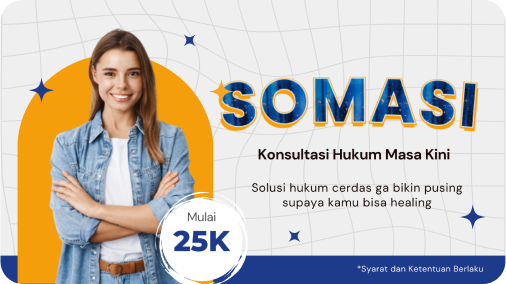 SOMASI
Konsultasi Hukum Masa Kini
Solusi hukum cerdas ga bikin pusing
supaya kamu bisa healing
Mulai
25K
*Syarat dan Ketentuan Berlaku